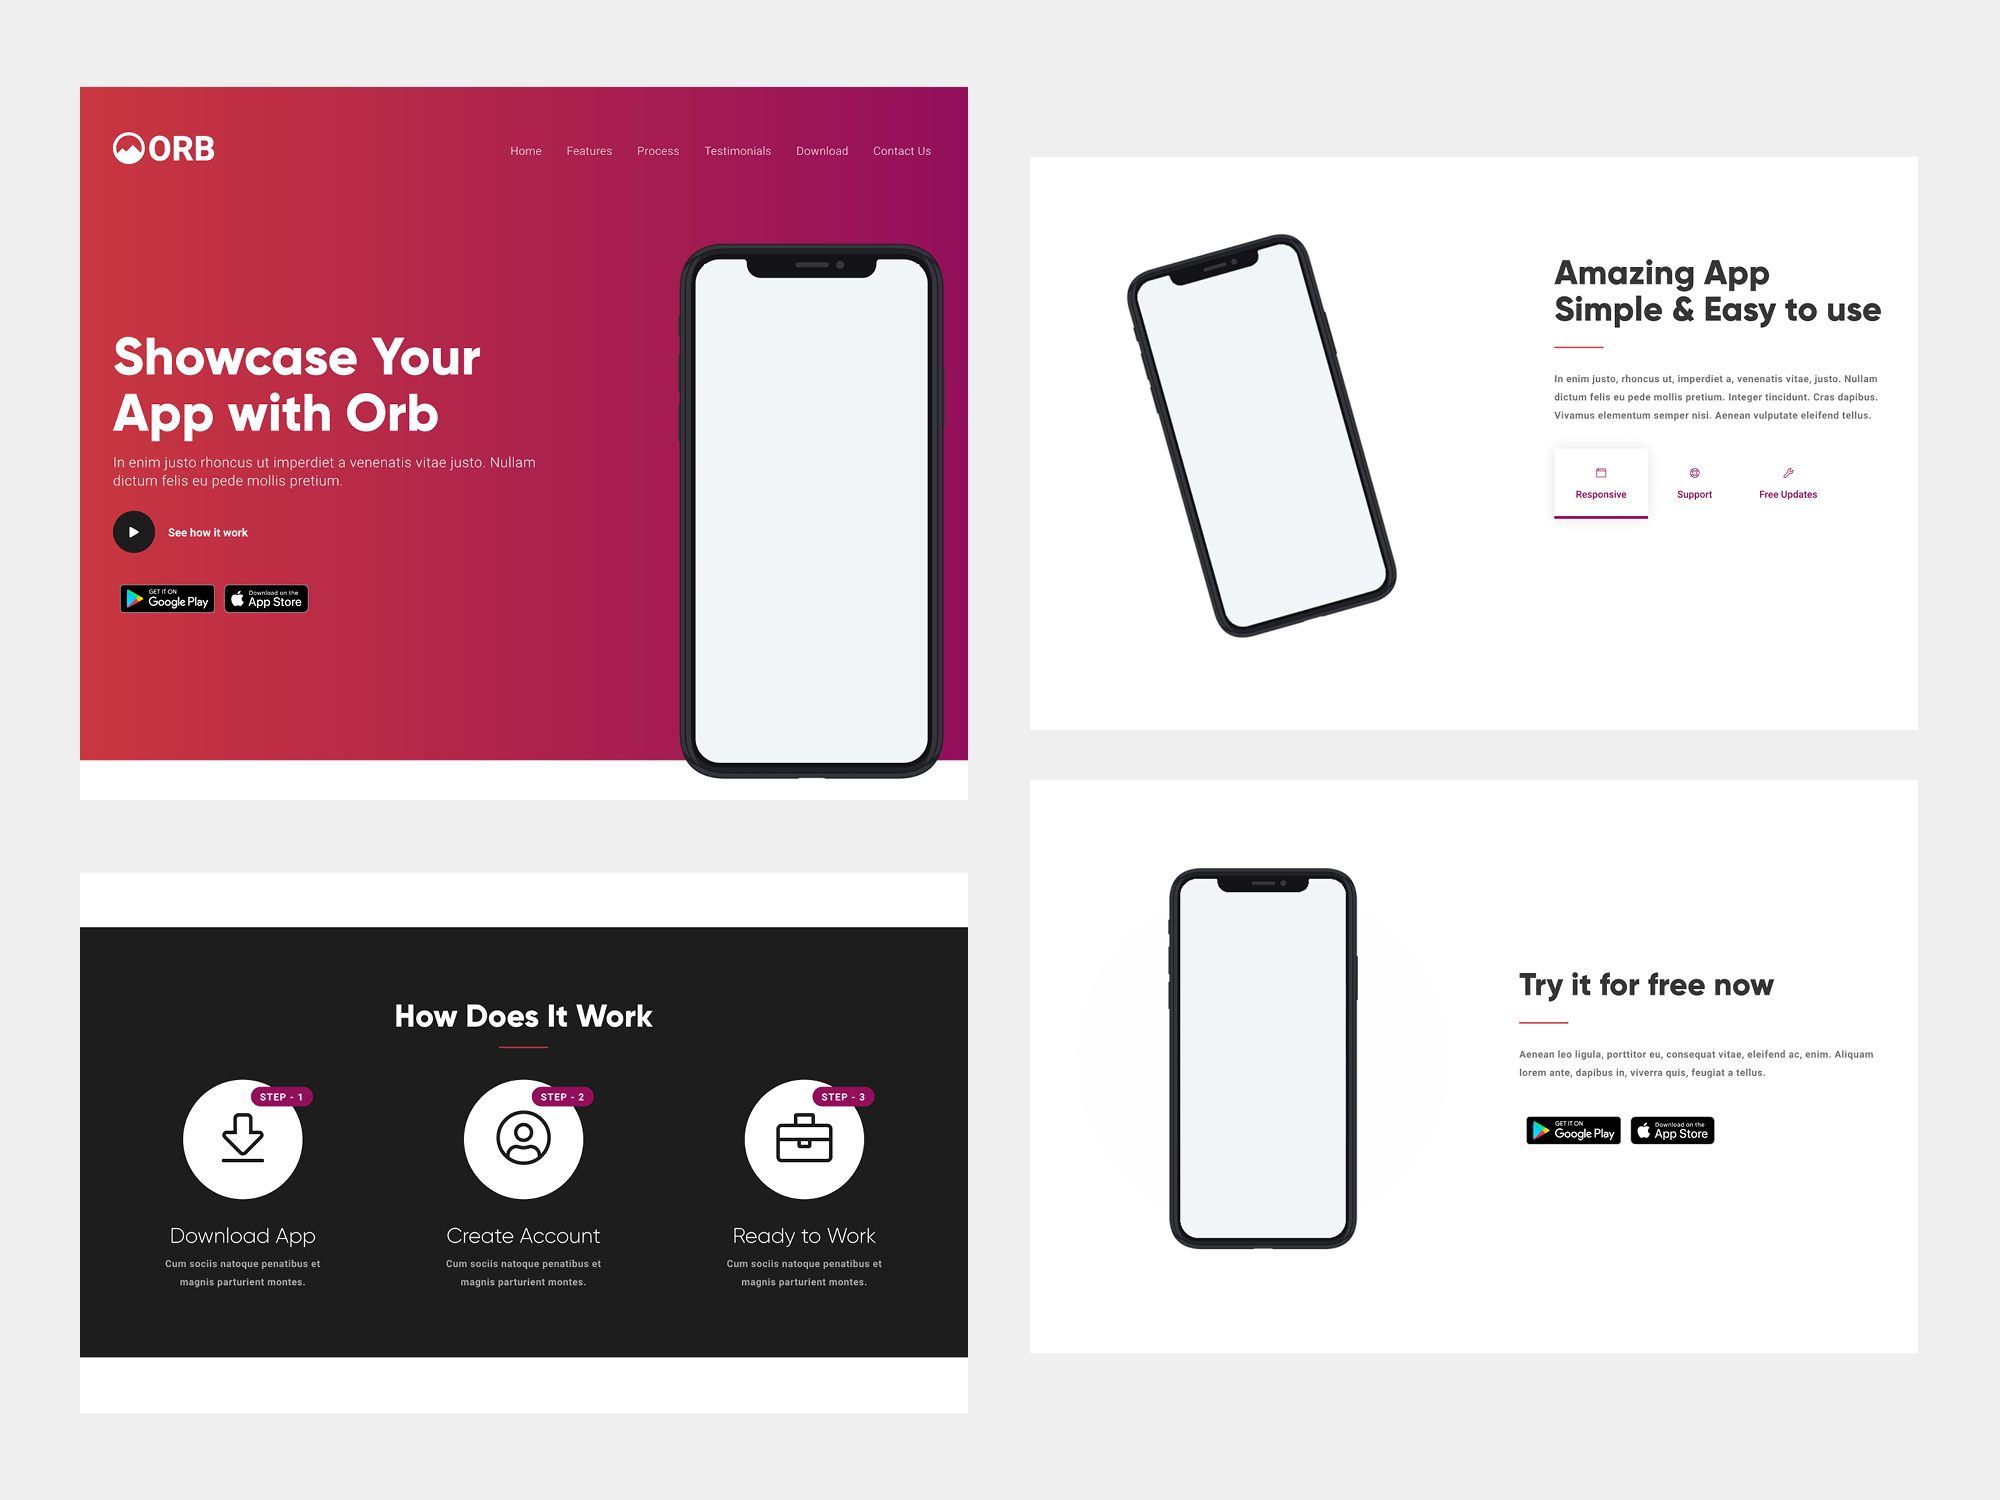 ORB
Home Features Process Testimonials Download Contact Us
Showcase Your
App with Orb
In enim justo rhoncus ut imperdiet a venenatis vitae justo. Nullam
dictum felis eu pede mollis pretium.
See how it work
GET IT ON
Google Play
Download on the
App Store
Amazing App
Simple & Easy to use
In enim justo, rhoncus ut, imperdiet a, venenatis vitae, justo. Nullam
dictum felis eu pede mollis pretium. Integer tincidunt. Cras dapibus.
Vivamus elementum semper nisi. Aenean vulputate eleifend tellus.
Responsive Support Free Updates
How Does It Work
STEP - 1
Download App
Cum sociis natoque penatibus et
magnis parturient montes.
STEP - 2
Create Account
Cum sociis natoque penatibus et
magnis parturient montes.
STEP - 3
Ready to Work
Cum sociis natoque penatibus et
magnis parturient montes.
Try it for free now
Aenean leo ligula, porttitor eu, consequat vitae, eleifend ac, enim. Aliquam
lorem ante, dapibus in, viverra quis, feugiat a tellus.
GET IT ON
Google Play
Download on the
App Store